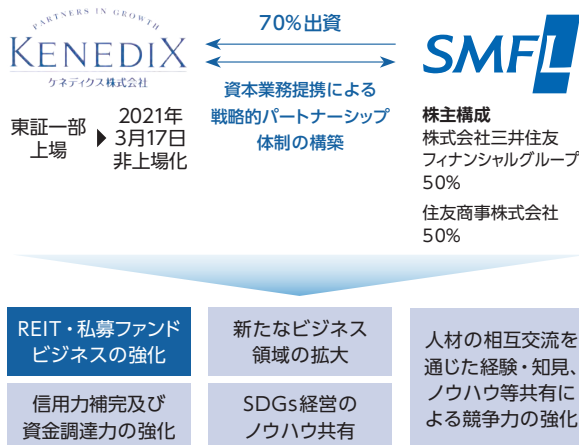 PARTNERS IN GROWTH
KENEDIX
ケネディクス株式会社
東証一部
上場
2021年
3月17日
非上場化
70%出資
資本業務提携による
戦略的パートナーシップ
体制の構築
SMFL
株主構成
株式会社三井住友
フィナンシャルグループ
50%
住友商事株式会社
50%
REIT・私募ファンド
ビジネスの強化
新たなビジネス
領域の拡大
人材の相互交流を
通じた経験・知見、
ノウハウ等共有に
よる競争力の強化
信用力補完及び
資金調達力の強化
SDGs経営の
ノウハウ共有